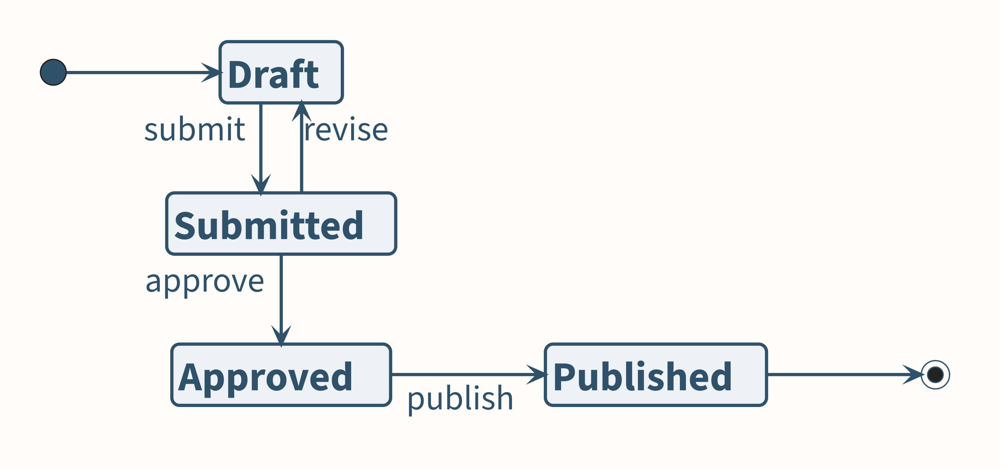 Draft
submit
revise
Submitted
approve
Approved
publish
Published